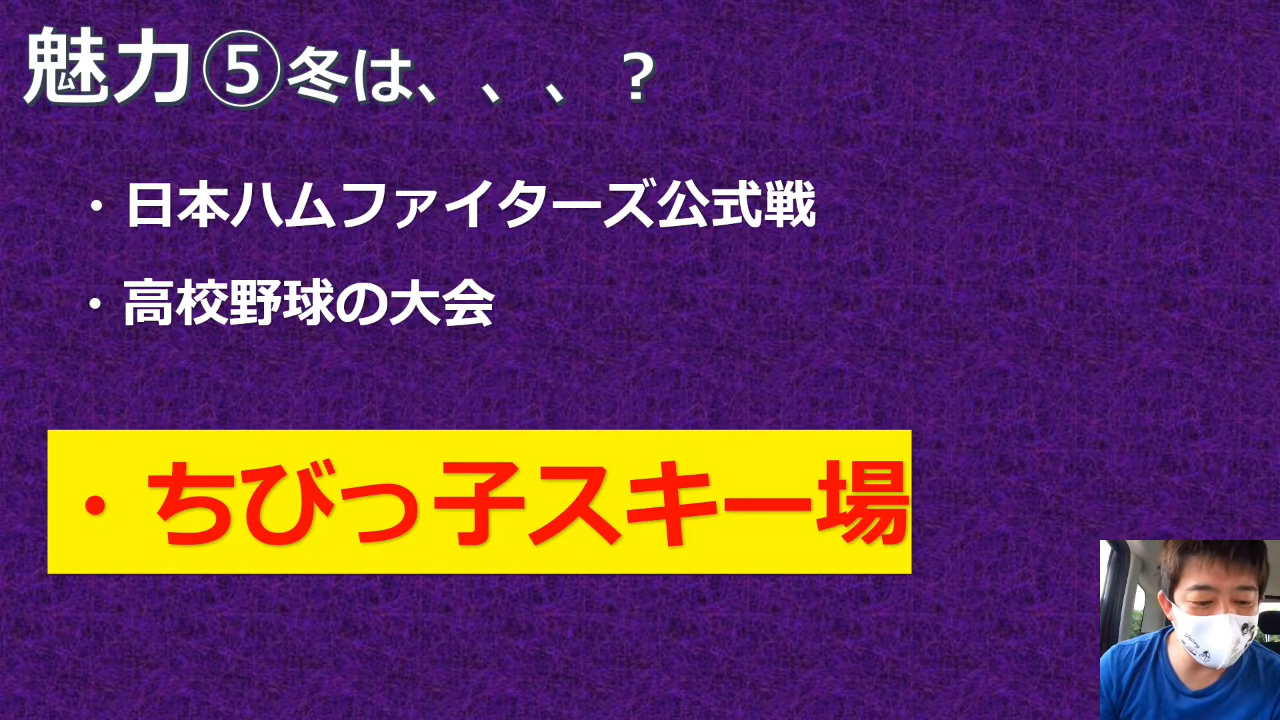 魅力⑤冬は、、、？
・日本ハムファイターズ公式戦
・高校野球の大会
・ちびっ子スキー場